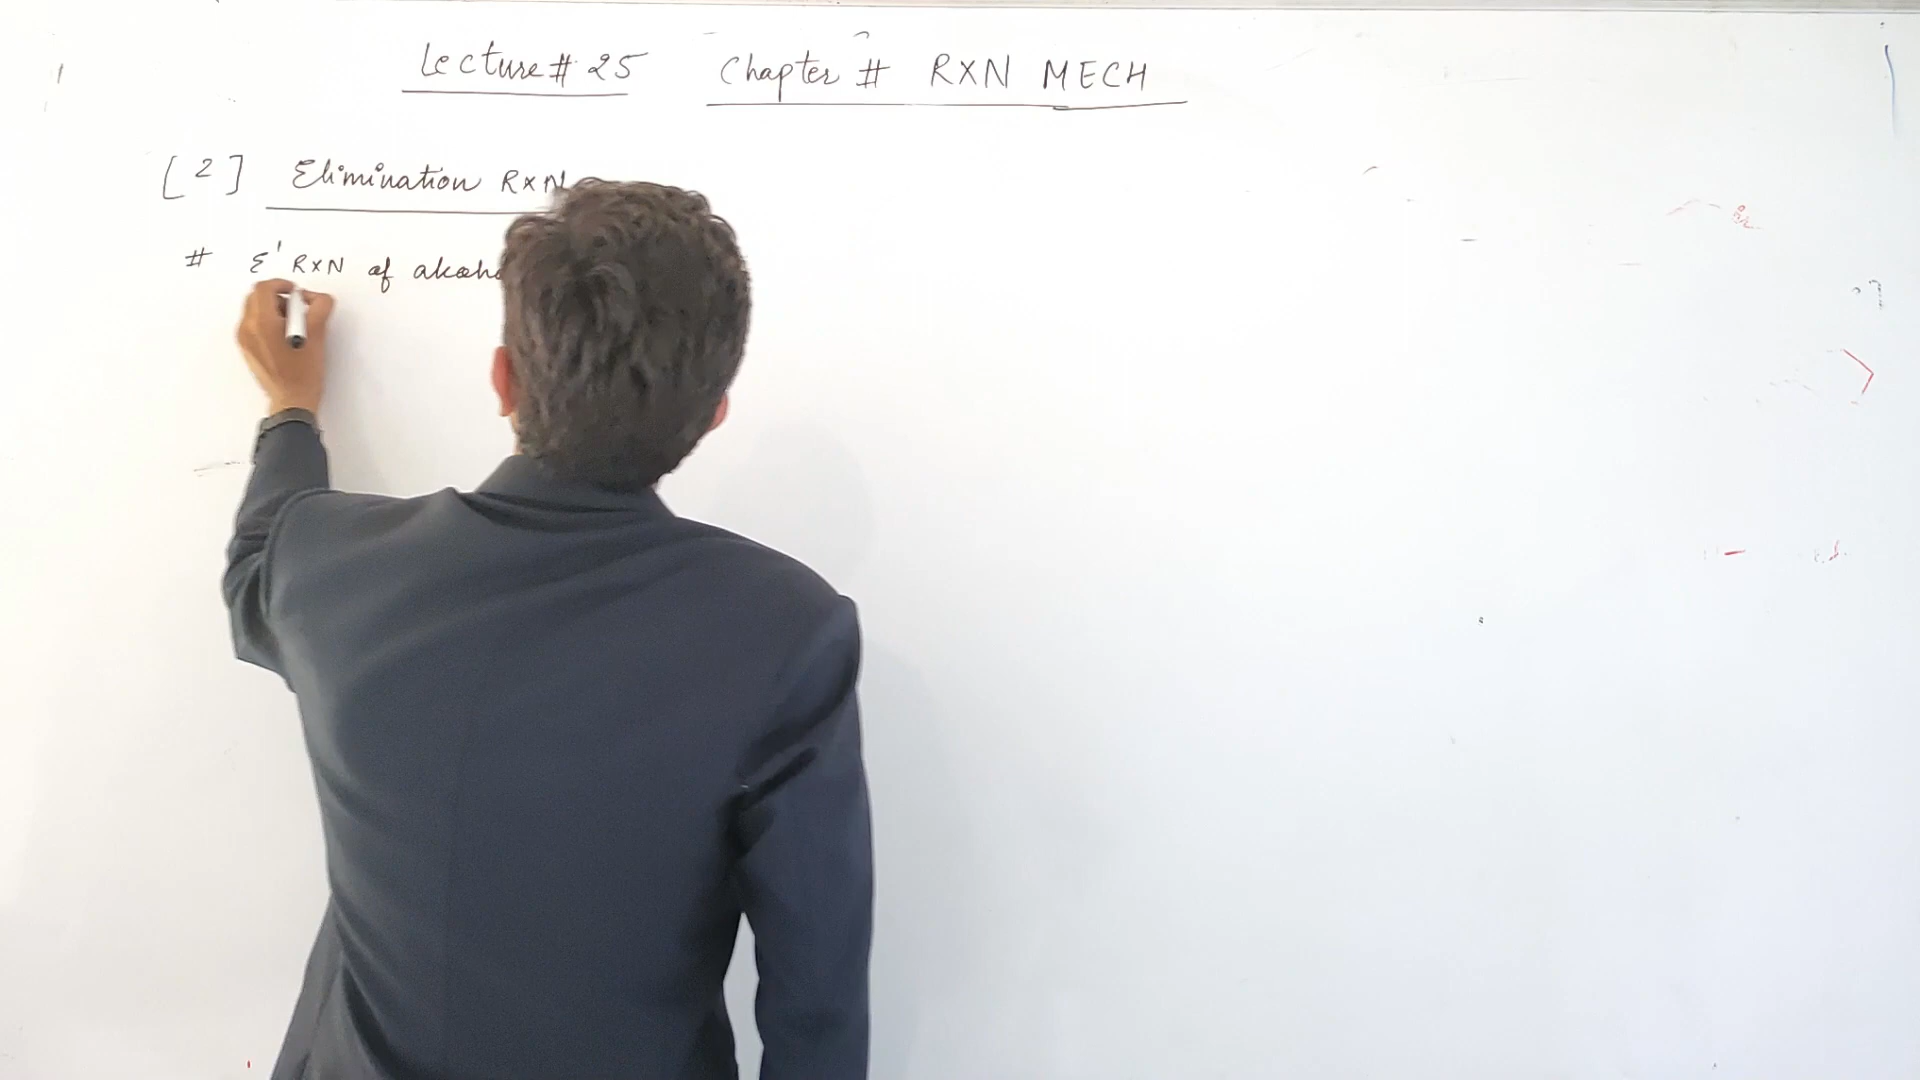 Lecture # 25 Chapter # RXN MECH
[2] Elimination RXN
# E' RXN of